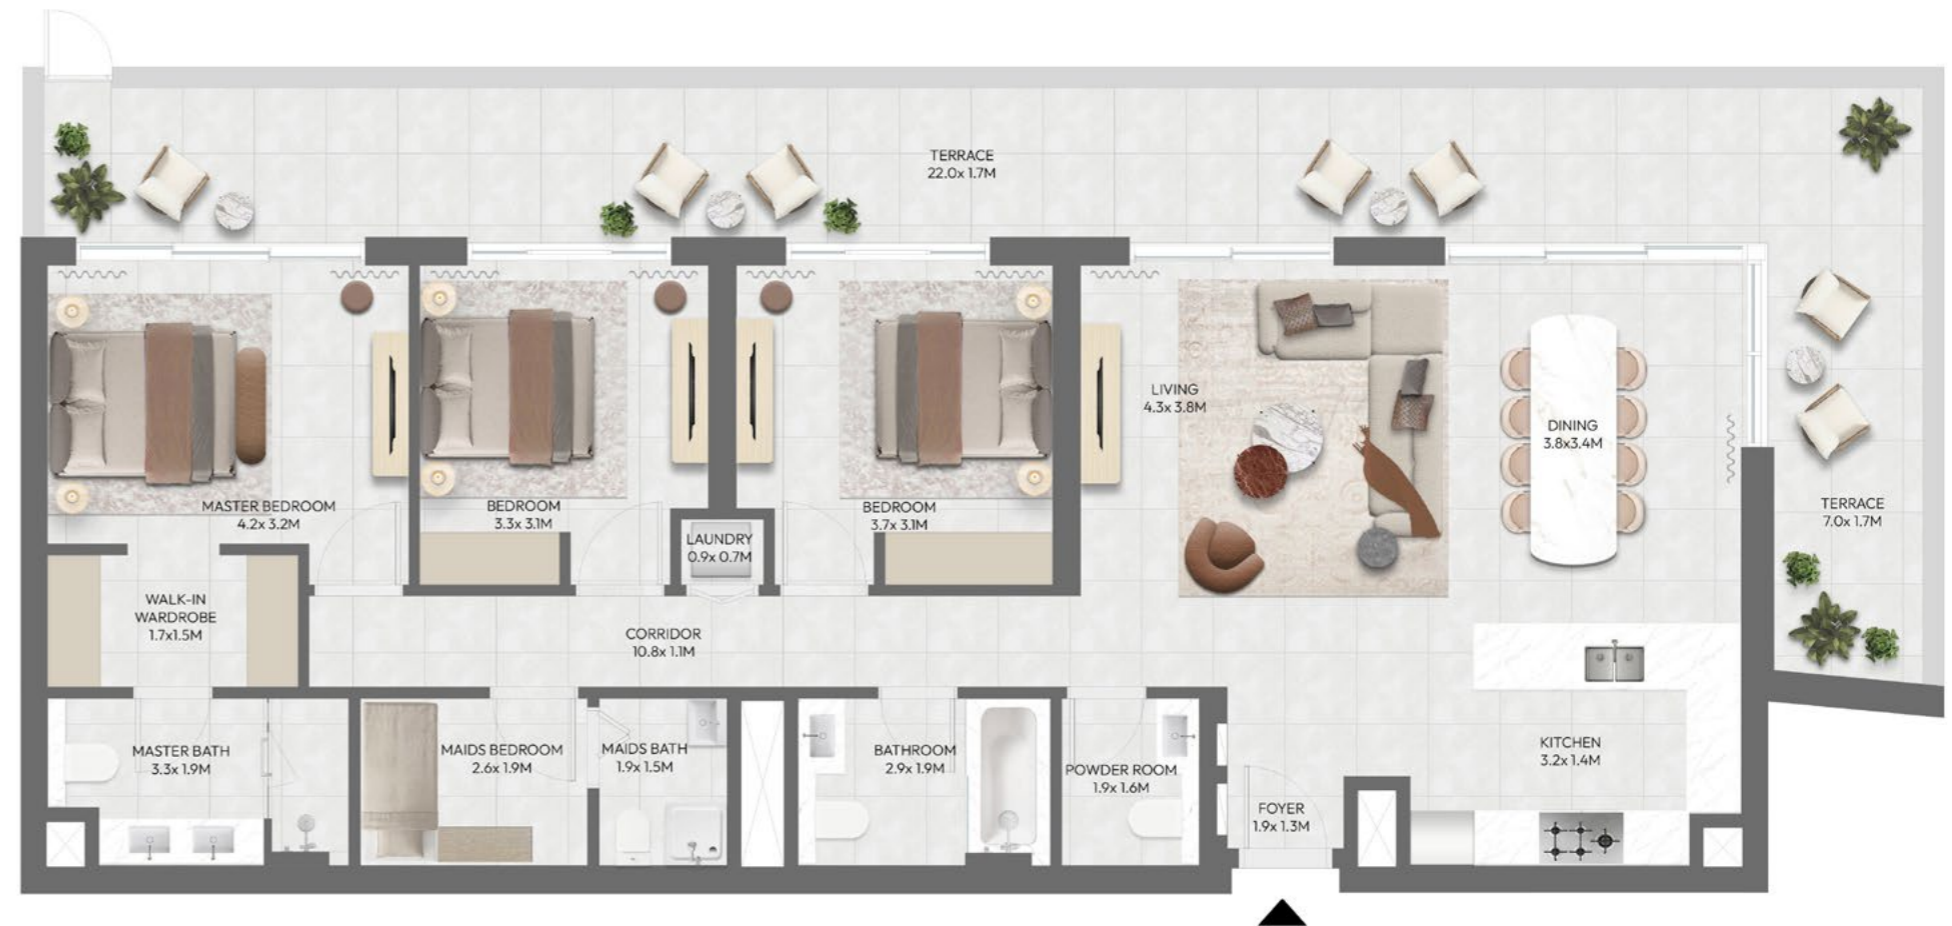 TERRACE
22.0x 1.7M
LIVING
4.3x 3.8M
DINING
3.8x3.4M
MASTER BEDROOM
4.2x 3.2M
BEDROOM
3.3x 3.1M
BEDROOM
3.7x 3.1M
TERRACE
7.0x 1.7M
LAUNDRY
0.9x 0.7M
WALK-IN
WARDROBE
1.7x1.5M
CORRIDOR
10.8x 1.1M
MASTER BATH
3.3x 1.9M
MAIDS BEDROOM
2.6x 1.9M
MAIDS BATH
1.9x 1.5M
BATHROOM
2.9x 1.9M
POWDER ROOM
1.9x 1.6M
KITCHEN
3.2x 1.4M
FOYER
1.9x 1.3M